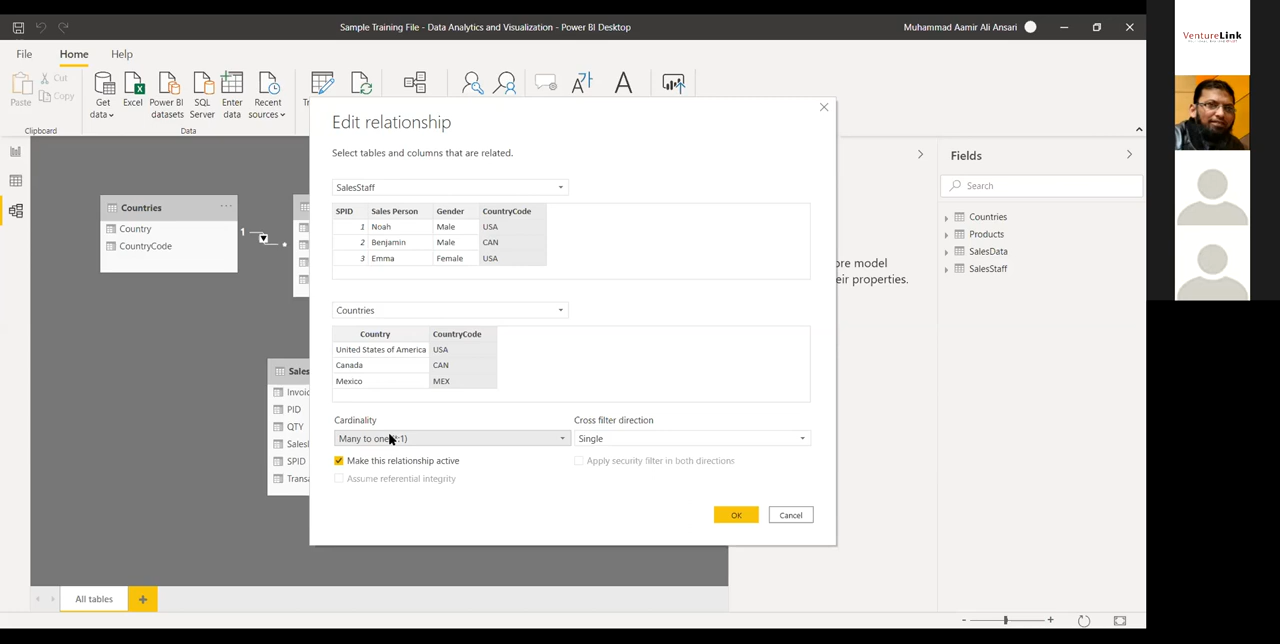 Sample Training File - Data Analytics and Visualization - Power BI Desktop
Muhammad Aamir Ali Ansari
VentureLink
File
Home
Help
Paste
Cut
Copy
Get data
Excel
Power BI datasets
SQL Server
Enter data
Recent sources
Clipboard
Data
Edit relationship
Select tables and columns that are related.
SalesStaff
SPID Sales Person Gender CountryCode
1 Noah Male USA
2 Benjamin Male CAN
3 Emma Female USA
Countries
Country CountryCode
United States of America USA
Canada CAN
Mexico MEX
Cardinality
Many to one
:1)
Cross filter direction
Single
Make this relationship active
Apply security filter in both directions
Assume referential integrity
OK
Cancel
Countries
Country
CountryCode
1
*
Sales
Invoi
PID
QTY
Sales
SPID
Transa
ore model
eir properties.
Fields
Search
Countries
Products
SalesData
SalesStaff
All tables